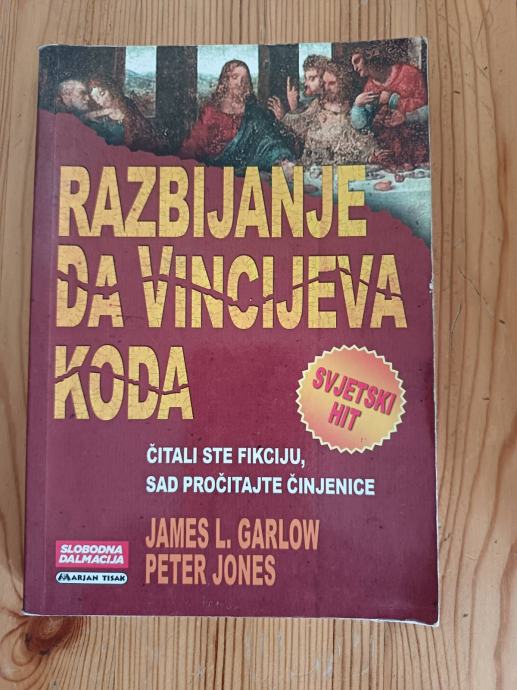 RAZBIJANJE
DA VINCIJEVA
KODA
SVJETSKI
HIT
ČITALI STE FIKCIJU,
SAD PROČITAJTE ČINJENICE
JAMES L. GARLOW
PETER JONES
SLOBODNA
DALMACIJA
MARJAN TISAK